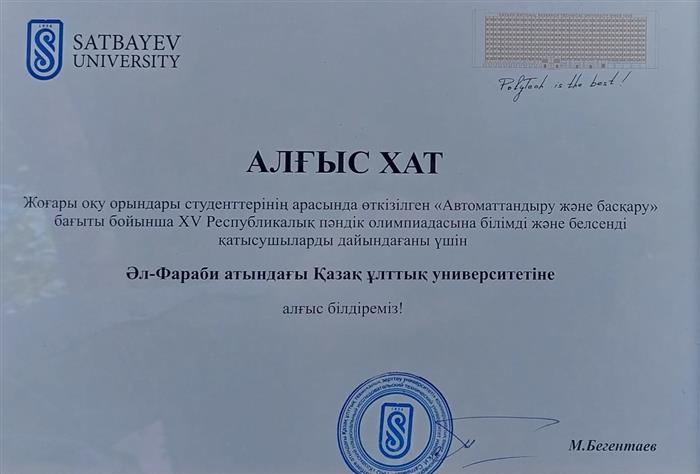 SATBAYEV
UNIVERSITY
PolyTech is the best!
АЛҒЫС ХАТ
Жоғары оқу орындары студенттерінің арасында өткізілген «Автоматтандыру және басқару»
бағыты бойынша XV Республикалық пәндік олимпиадасына білімді және белсенді
қатысушыларды дайындағаны үшін
Әл-Фараби атындағы Қазақ ұлттық университетіне
алғыс білдіреміз!
М.Бегентаев